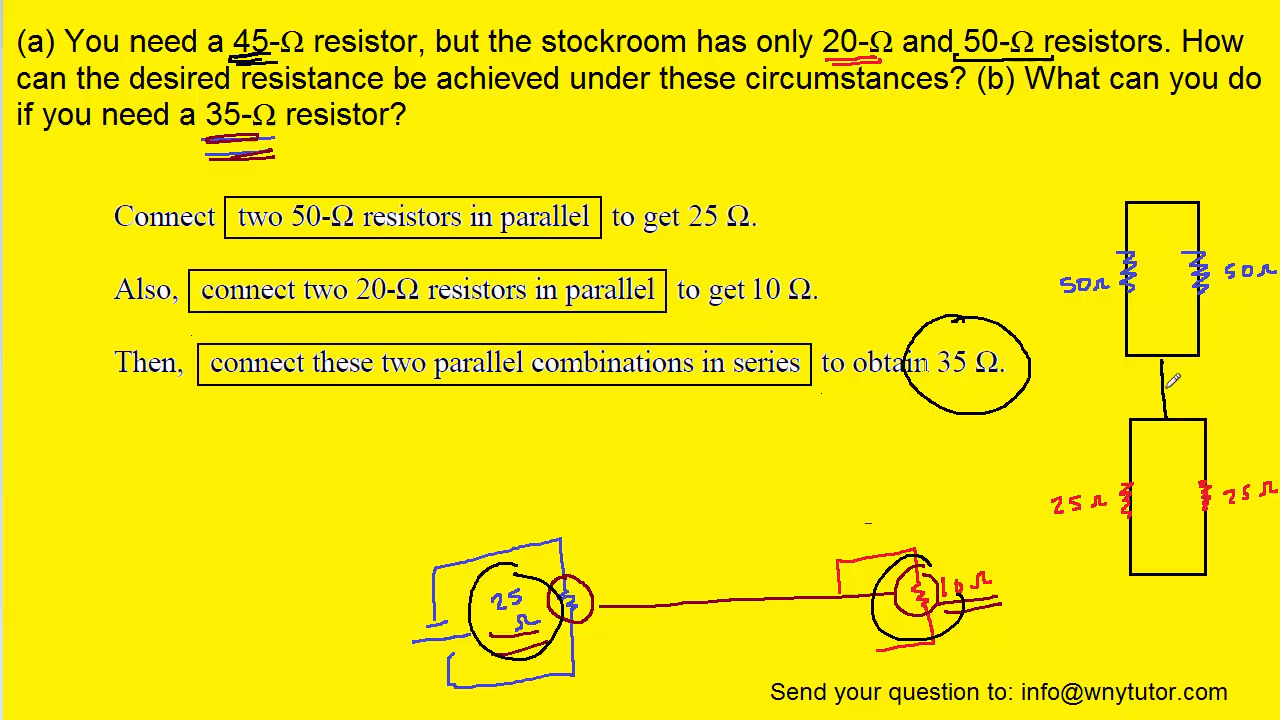 (a) You need a 45-Ω resistor, but the stockroom has only 20-Ω and 50-Ω resistors. How
can the desired resistance be achieved under these circumstances? (b) What can you do
if you need a 35-Ω resistor?
Connect two 50-Ω resistors in parallel to get 25 Ω.
Also, connect two 20-Ω resistors in parallel to get 10 Ω.
Then, connect these two parallel combinations in series to obtain 35 Ω.
50Ω 50Ω
25Ω 25Ω
25
Ω
10Ω
Send your question to: info@wnytutor.com